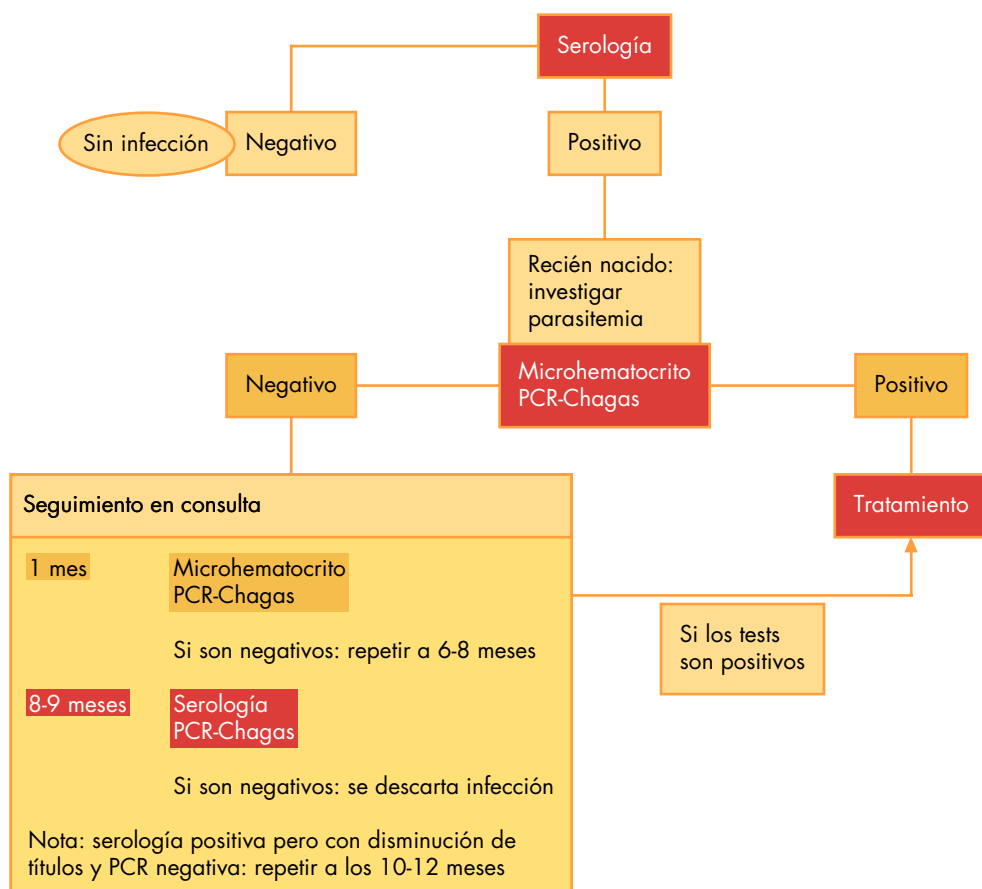 Serología
Sin infección
Negativo
Positivo
Recién nacido:
investigar
parasitemia
Negativo
Microhematocrito
PCR-Chagas
Positivo
Seguimiento en consulta
Tratamiento
1 mes
Microhematocrito
PCR-Chagas
Si son negativos: repetir a 6-8 meses
Si los tests
son positivos
8-9 meses
Serología
PCR-Chagas
Si son negativos: se descarta infección
Nota: serología positiva pero con disminución de
títulos y PCR negativa: repetir a los 10-12 meses